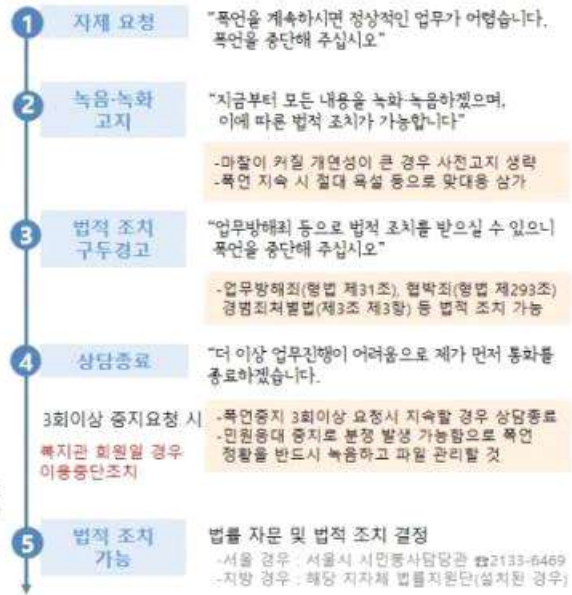 1 자제 요청
"폭언을 계속하시면 정상적인 업무가 어렵습니다.
폭언을 중단해 주십시오"
2 녹음·녹화
고지
"지금부터 모든 내용을 녹화 녹음하겠으며,
이에 따른 법적 조치가 가능합니다"
-마찰이 커질 개연성이 큰 경우 사전고지 생략
-폭언 지속 시 절대 욕설 등으로 맞대응 삼가
3 법적 조치
구두경고
"업무방해죄 등으로 법적 조치를 받으실 수 있으니
폭언을 중단해 주십시오"
-업무방해죄(형법 제31조), 협박죄(형법 제293조)
경범죄처벌법(제3조 제3항) 등 법적 조치 가능
4 상담종료
"더 이상 업무진행이 어려움으로 제가 먼저 통화를
종료하겠습니다.
3회이상 중지요청 시
복지관 회원일 경우
이용중단조치
-폭언중지 3회이상 요청시 지속할 경우 상담종료
-민원응대 중지로 분쟁 발생 가능함으로 폭언
정황을 반드시 녹음하고 파일 관리할 것
5 법적 조치
가능
법률 자문 및 법적 조치 결정
-서울 경우 : 서울시 시민봉사담당관 ☎2133-6469
-지방 경우 : 해당 지자체 법률지원단(설치된 경우)